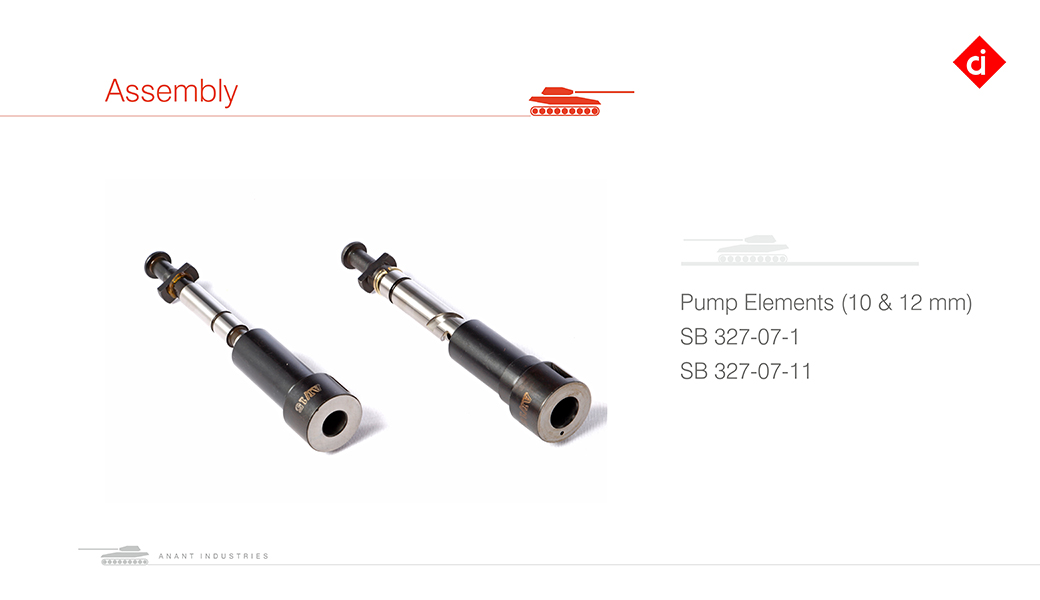 Assembly
Pump Elements (10 & 12 mm)
SB 327-07-1
SB 327-07-11
ANANT INDUSTRIES